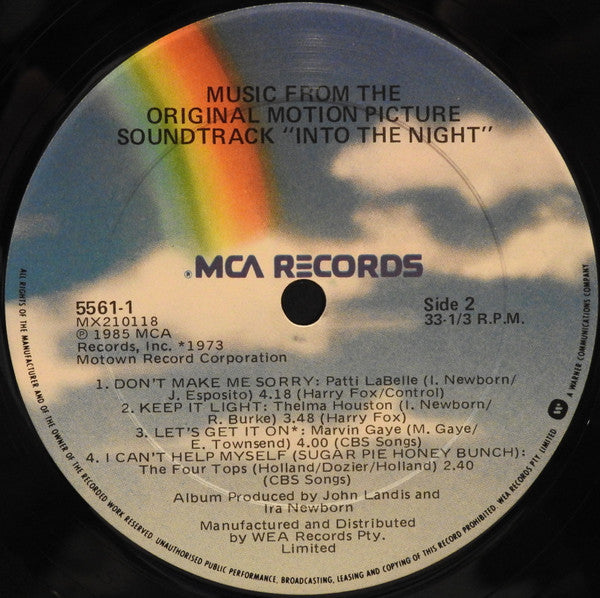 MUSIC FROM THE
ORIGINAL MOTION PICTURE
SOUNDTRACK "INTO THE NIGHT"
MCA RECORDS
5561-1
MX210118
℗ 1985 MCA
Records, Inc. *1973
Motown Record Corporation
Side 2
33-1/3 R.P.M.
1. DON'T MAKE ME SORRY: Patti LaBelle (I. Newborn/
J. Esposito) 4.18 (Harry Fox/Control)
2. KEEP IT LIGHT: Thelma Houston (I. Newborn/
R. Burke) 3.48 (Harry Fox)
3. LET'S GET IT ON*: Marvin Gaye (M. Gaye/
E. Townsend) 4.00 (CBS Songs)
4. I CAN'T HELP MYSELF (SUGAR PIE HONEY BUNCH):
The Four Tops (Holland/Dozier/Holland) 2.40
(CBS Songs)
Album Produced by John Landis and
Ira Newborn
Manufactured and Distributed
by WEA Records Pty.
Limited
ALL RIGHTS OF THE MANUFACTURER AND OF THE OWNER OF THE RECORDED WORK RESERVED. UNAUTHORISED PUBLIC PERFORMANCE, BROADCASTING, LEASING AND COPYING OF THIS RECORD PROHIBITED. WEA RECORDS PTY. LIMITED
A WARNER COMMUNICATIONS COMPANY.